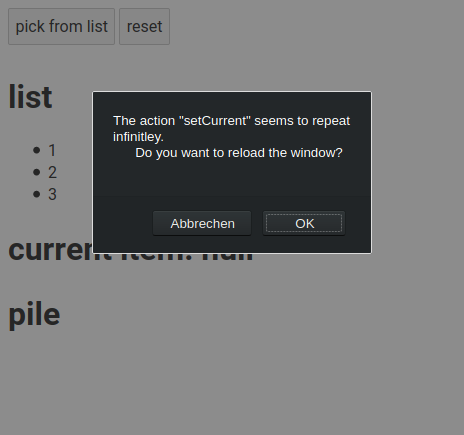 pick from list reset
list
The action "setCurrent" seems to repeat
infinitley.
Do you want to reload the window?
• 1
• 2
• 3
Abbrechen OK
current item: null
pile